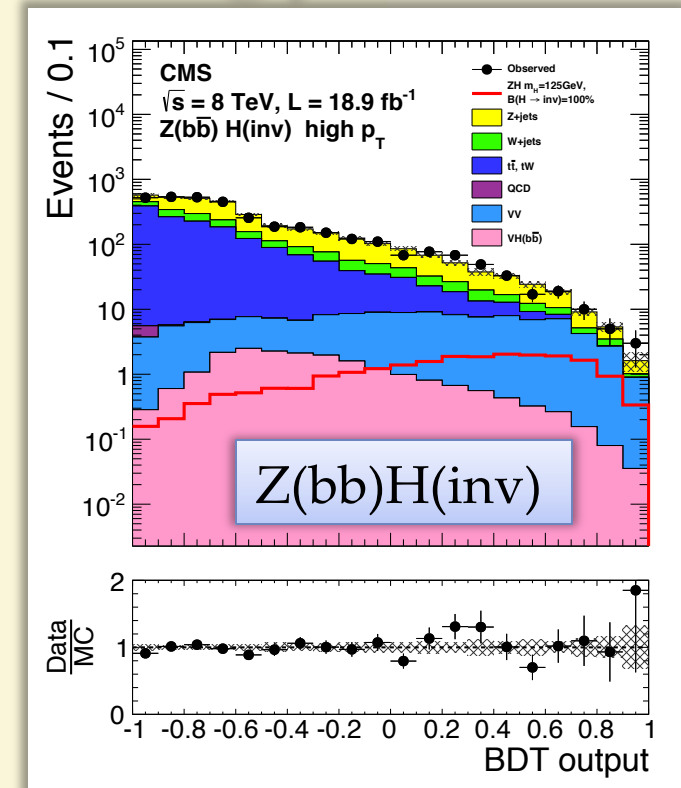 Events / 0.1
10⁵
10⁴
10³
10²
10
1
10⁻¹
10⁻²
CMS
√s = 8 TeV, L = 18.9 fb⁻¹
Z(bb̅) H(inv) high p_T
Observed
ZH m_H=125GeV,
B(H → inv)=100%
Z+jets
W+jets
tt̅, tW
QCD
VV
VH(bb̅)
Z(bb)H(inv)
Data
MC
2
1
0
-1 -0.8 -0.6 -0.4 -0.2 0 0.2 0.4 0.6 0.8 1
BDT output